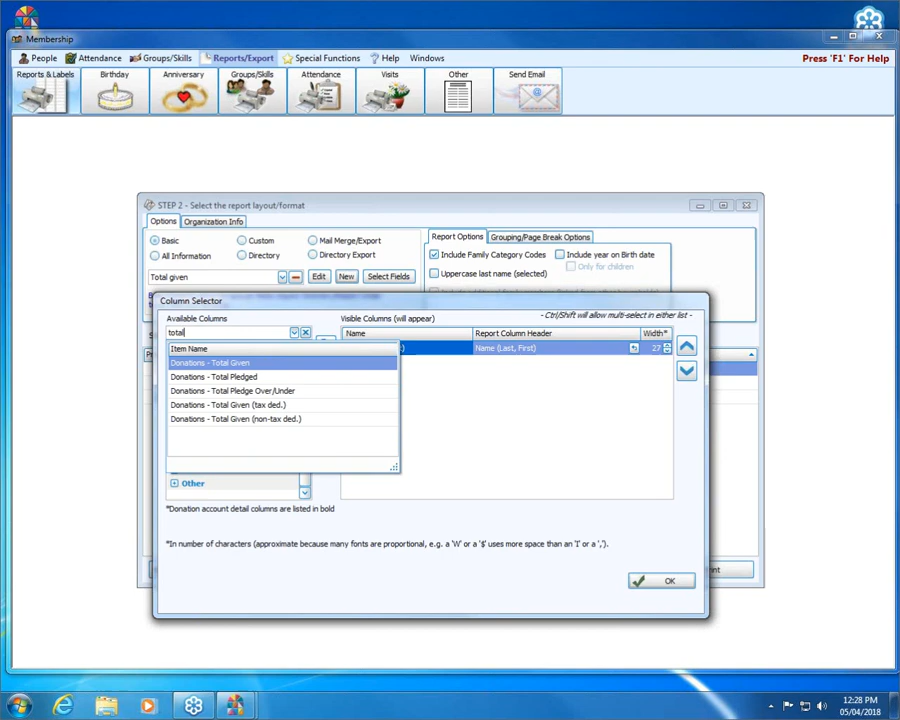 Membership
People Attendance Groups/Skills Reports/Export Special Functions Help Windows Press 'F1' For Help
Reports & Labels Birthday Anniversary Groups/Skills Attendance Visits Other Send Email
STEP 2 - Select the report layout/format
Options Organization Info
Basic Custom Mail Merge/Export
All Information Directory Directory Export
Total given Edit New Select Fields
Report Options Grouping/Page Break Options
Include Family Category Codes Include year on Birth date
Only for children
Uppercase last name (selected)
Column Selector
Available Columns Visible Columns (will appear) - Ctrl/Shift will allow multi-select in either list -
total Name Report Column Header Width*
Item Name Name (Last, First) 27
Donations - Total Given
Donations - Total Pledged
Donations - Total Pledge Over/Under
Donations - Total Given (tax ded.)
Donations - Total Given (non-tax ded.)
Other
*Donation account detail columns are listed in bold
*In number of characters (approximate because many fonts are proportional, e.g. a 'W' or a '$' uses more space than an 'I' or a ',').
OK
12:28 PM
05/04/2018